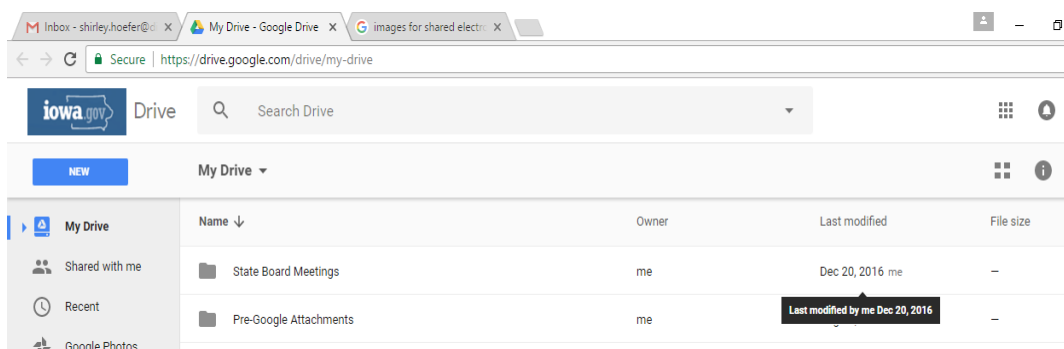 Inbox - shirley.hoefer@d
My Drive - Google Drive
images for shared electro
Secure | https://drive.google.com/drive/my-drive
iowa.gov Drive Search Drive
NEW My Drive
Name Owner Last modified File size
My Drive
State Board Meetings me Dec 20, 2016 me –
Shared with me
Last modified by me Dec 20, 2016
Recent
Pre-Google Attachments me –
Google Photos